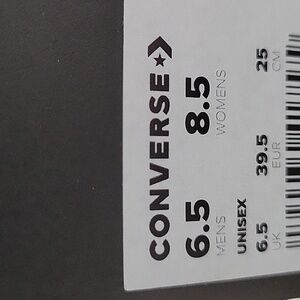 CONVERSE
6.5 8.5
MENS WOMENS
UNISEX
6.5 39.5 25
UK EUR CM